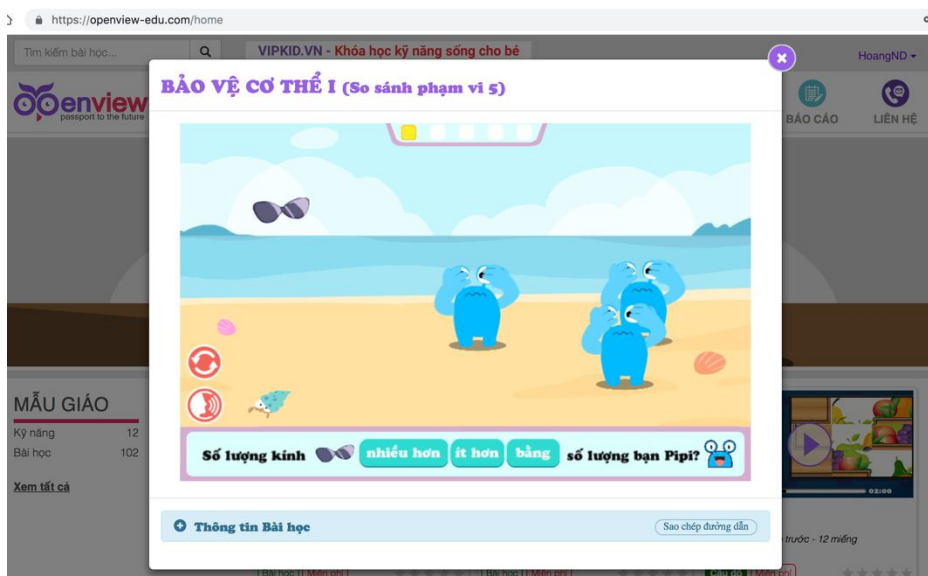 https://openview-edu.com/home
Tìm kiếm bài học...
VIPKID.VN - Khóa học kỹ năng sống cho bé
HoangND
openview
passport to the future
BÁO CÁO
LIÊN HỆ
BẢO VỆ CƠ THỂ I (So sánh phạm vi 5)
Số lượng kính nhiều hơn ít hơn bằng số lượng bạn Pipi?
MẪU GIÁO
Kỹ năng 12
Bài học 102
Xem tất cả
02:00
trước - 12 miếng
Thông tin Bài học
Sao chép đường dẫn
Bài học Miễn phí
Bài học Miễn phí
Câu đố Miễn phí